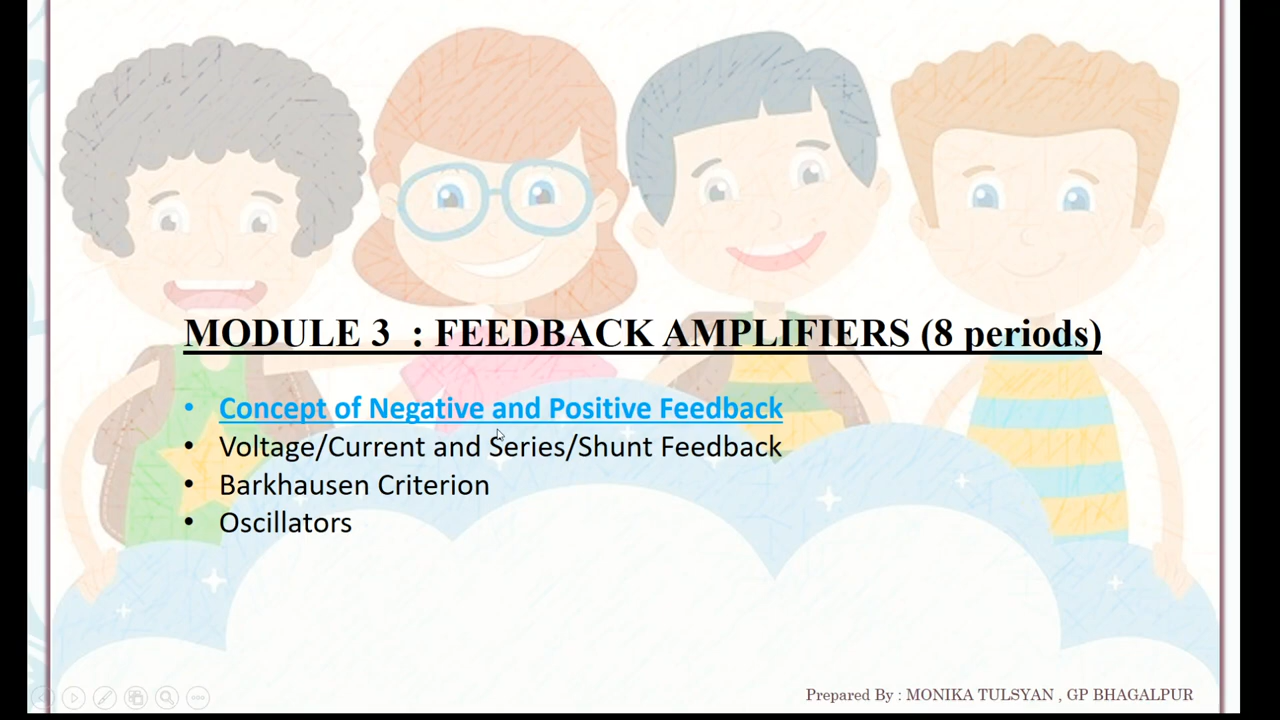 MODULE 3 : FEEDBACK AMPLIFIERS (8 periods)
• Concept of Negative and Positive Feedback
• Voltage/Current and Series/Shunt Feedback
• Barkhausen Criterion
• Oscillators
Prepared By : MONIKA TULSYAN , GP BHAGALPUR